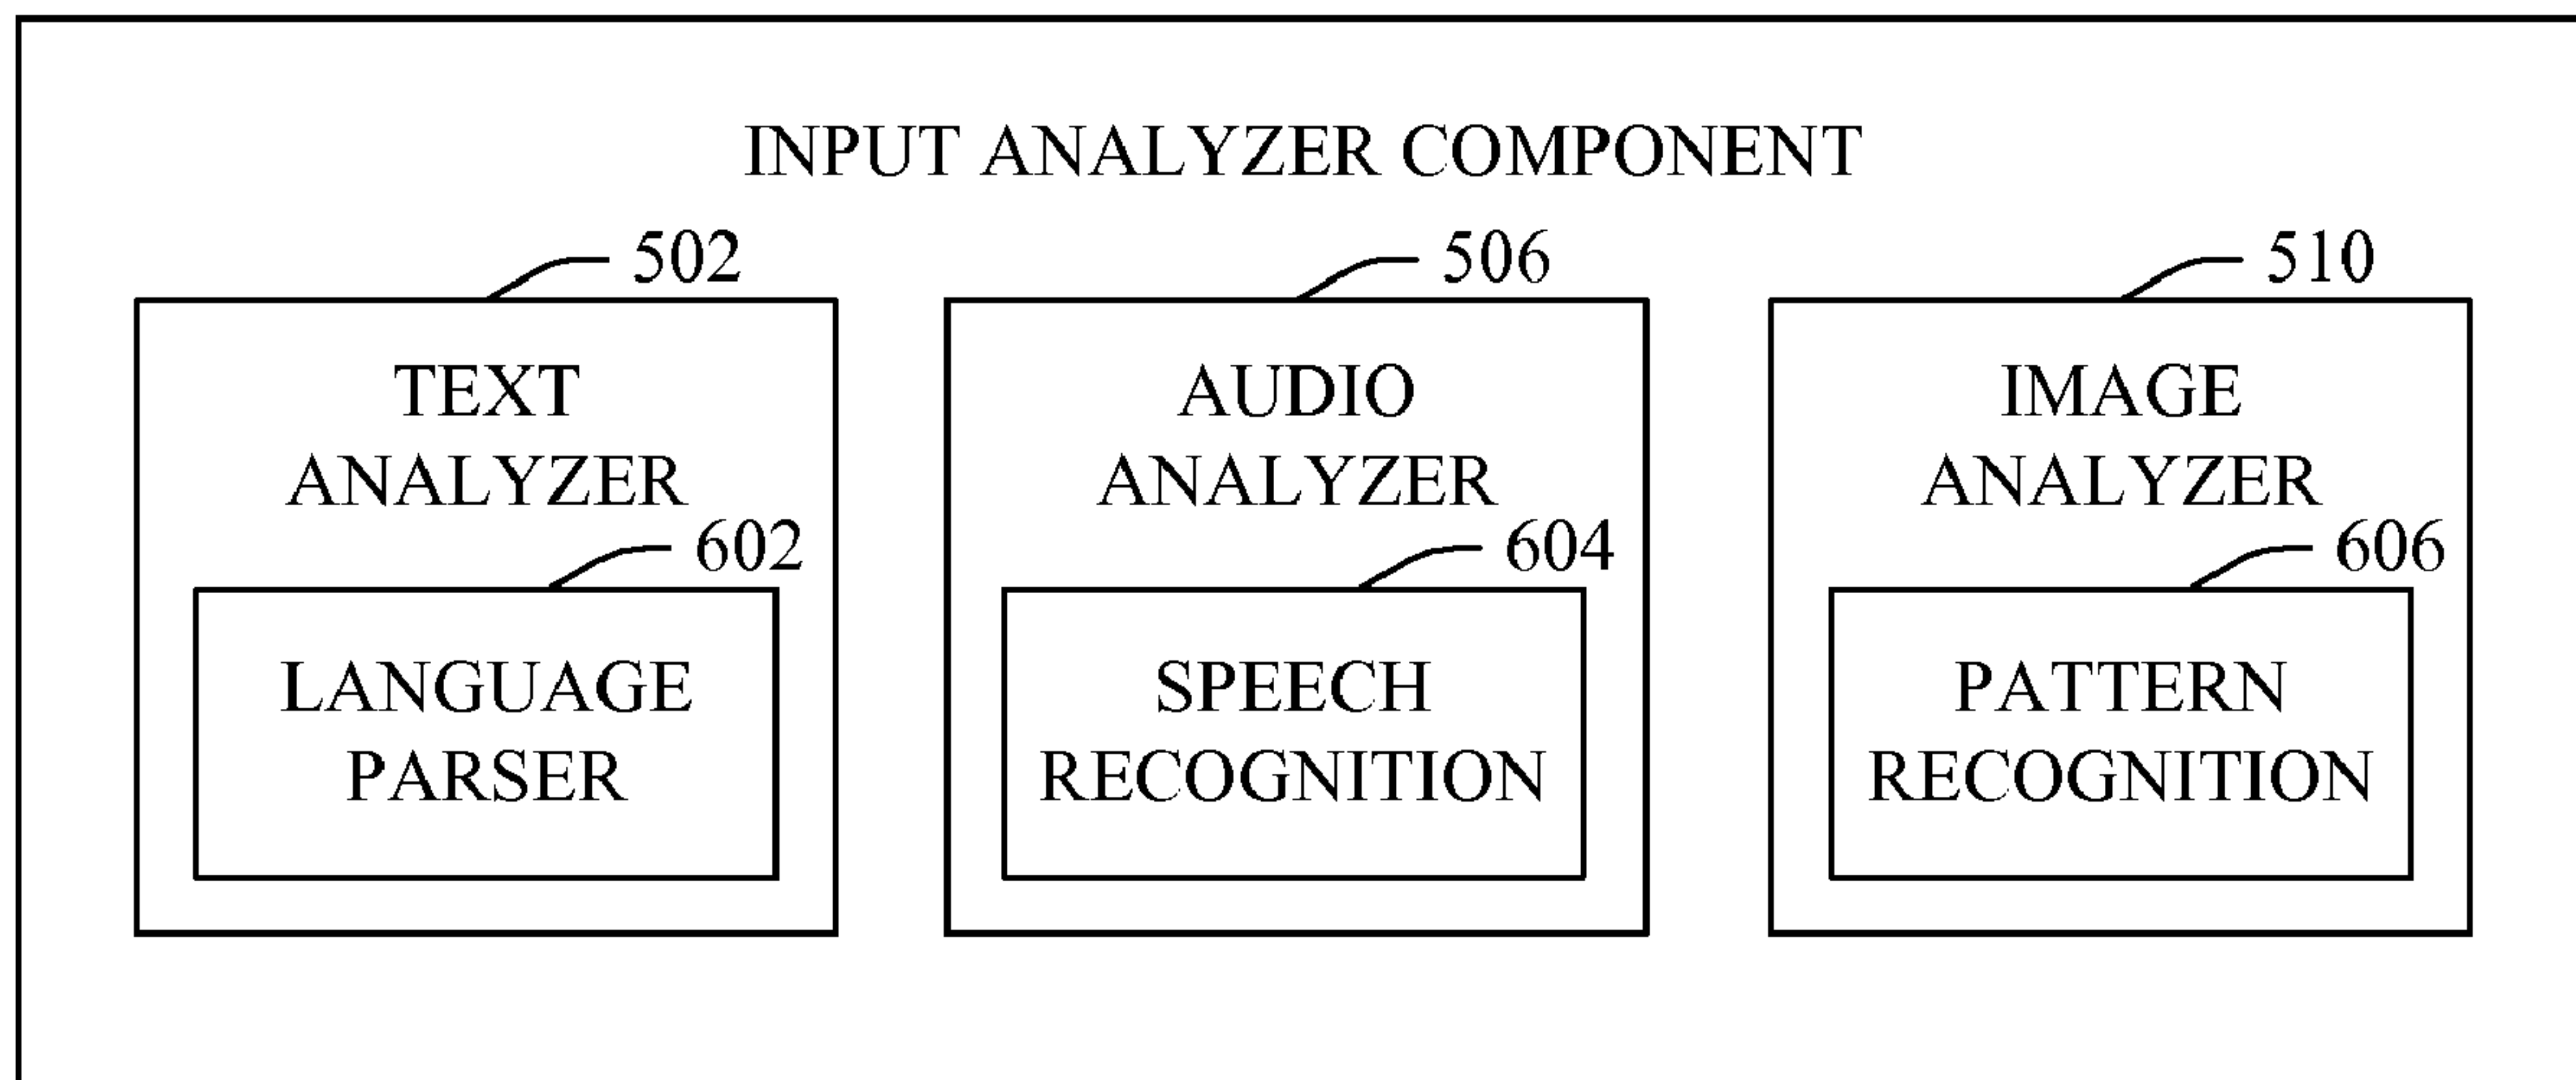 INPUT ANALYZER COMPONENT
502
506
510
TEXT
ANALYZER
602
LANGUAGE
PARSER
AUDIO
ANALYZER
604
SPEECH
RECOGNITION
IMAGE
ANALYZER
606
PATTERN
RECOGNITION